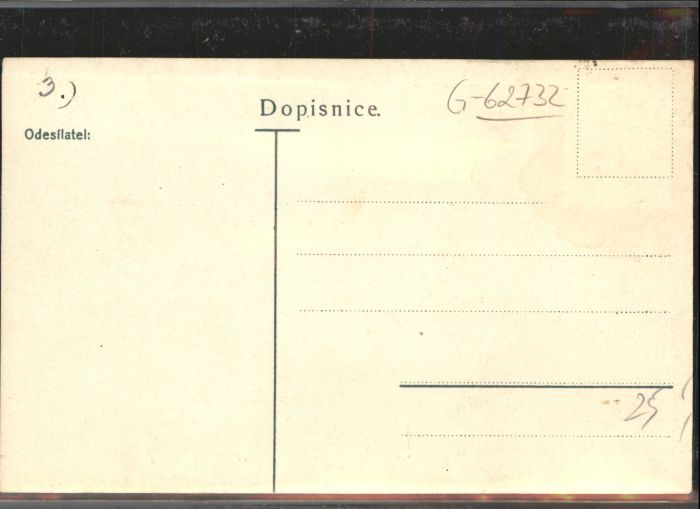 3.)
Dopisnice.
G-62732
Odesílatel:
25